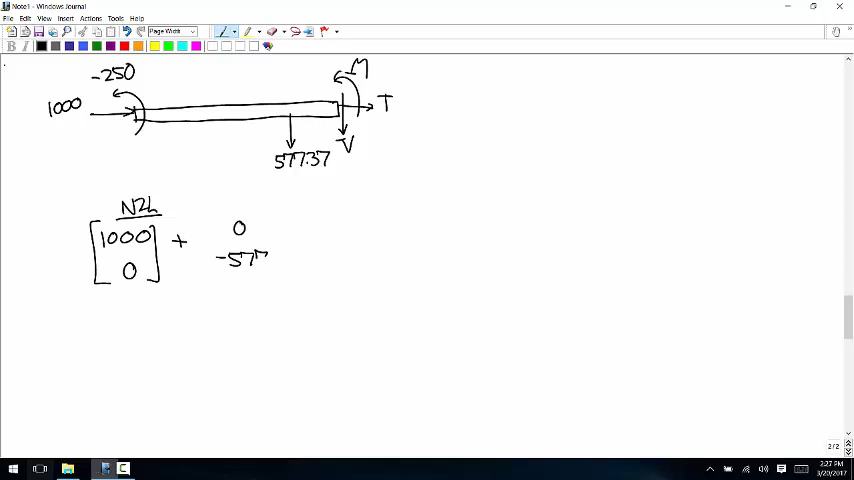 Note1 - Windows Journal
File Edit View Insert Actions Tools Help
Page Width
B I
-250
M
1000
T
V
577.37
N2L
1000 + 0
0 -577
2/2
2:27 PM
3/20/2017